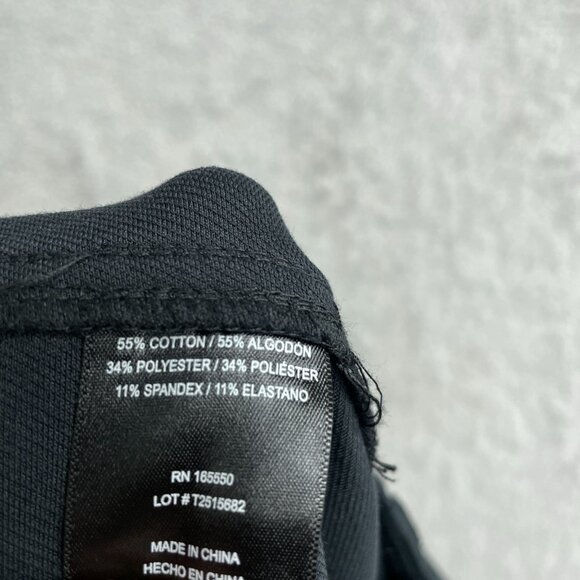 55% COTTON / 55% ALGODÓN
34% POLYESTER / 34% POLIÉSTER
11% SPANDEX / 11% ELASTANO
RN 165550
LOT # T2515682
MADE IN CHINA
HECHO EN CHINA